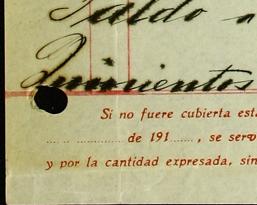 Saldo
Quinientos
Si no fuere cubierta est
de 191......, se serv
y por la cantidad expresada, sin